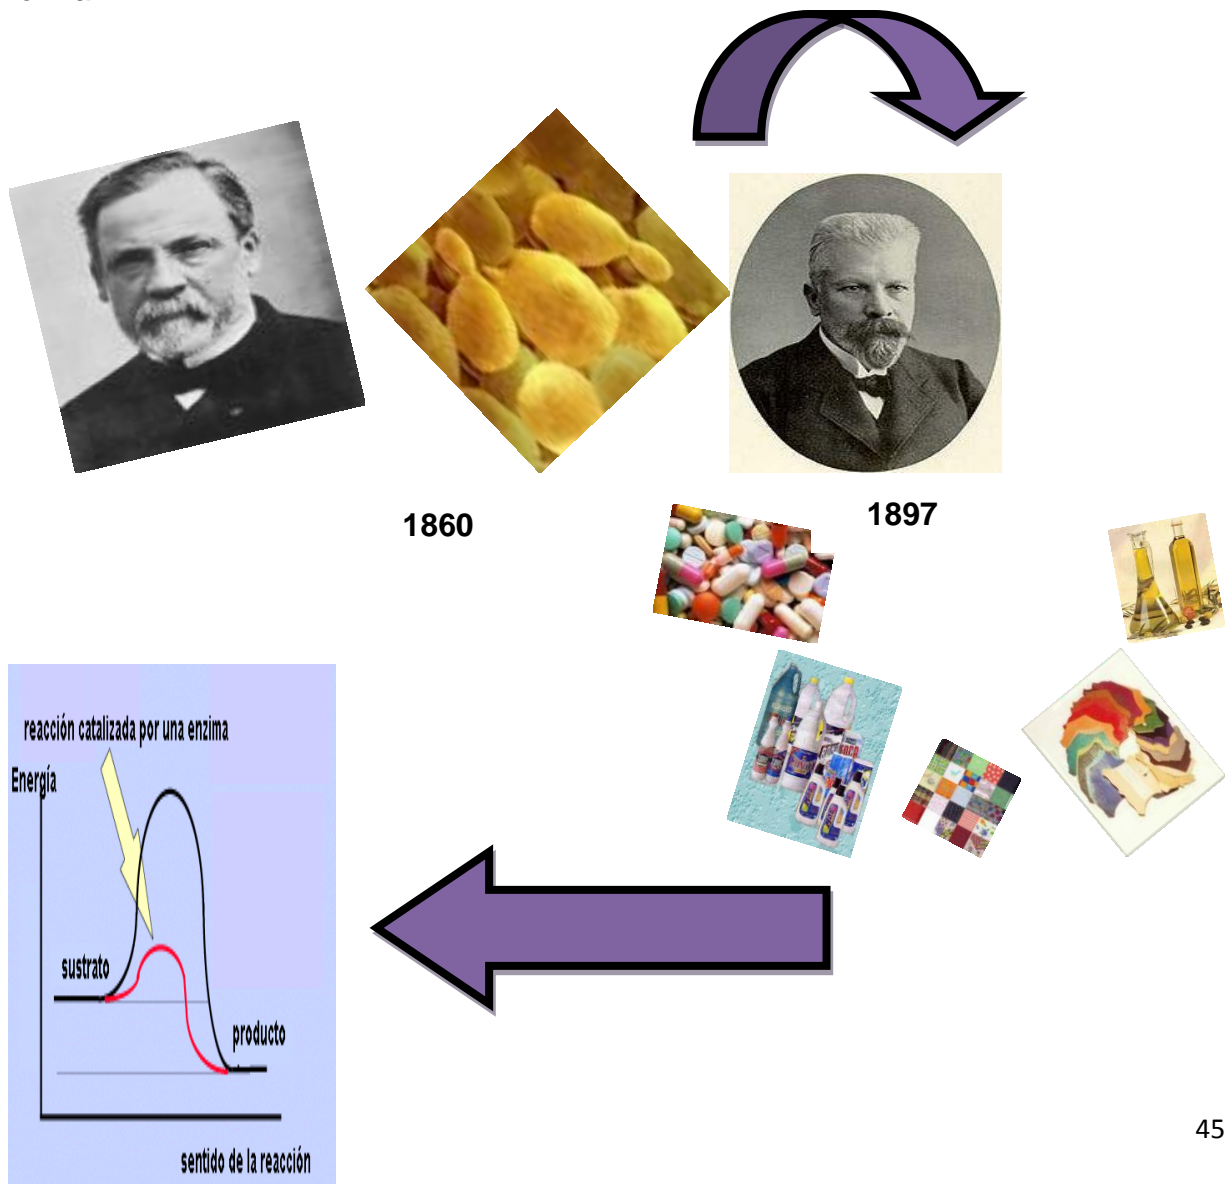 1860
1897
reacción catalizada por una enzima
Energía
sustrato
producto
sentido de la reacción
45